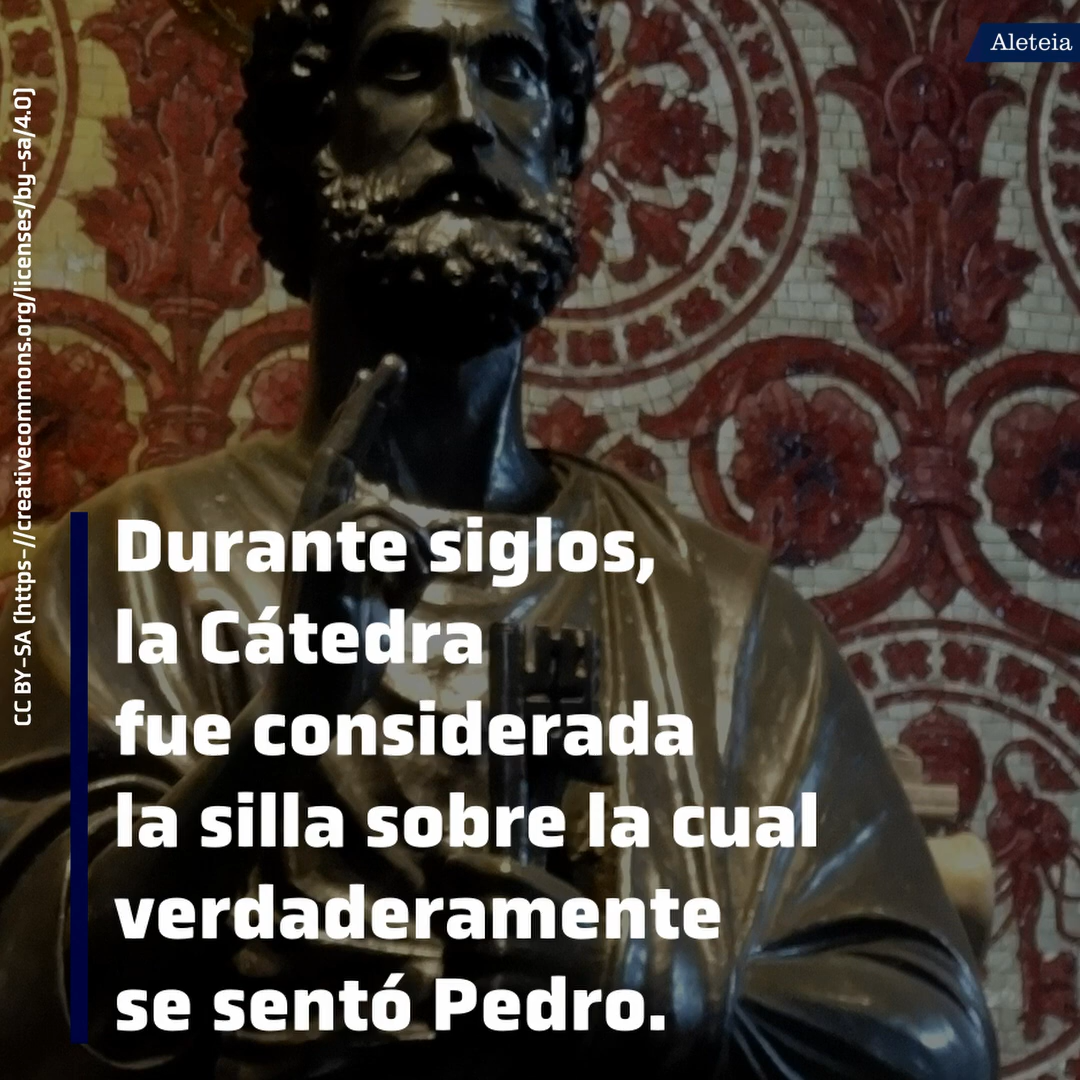 Aleteia
CC BY-SA (https-//creativecommons.org/licenses/by-sa/4.0)
Durante siglos,
la Cátedra
fue considerada
la silla sobre la cual
verdaderamente
se sentó Pedro.